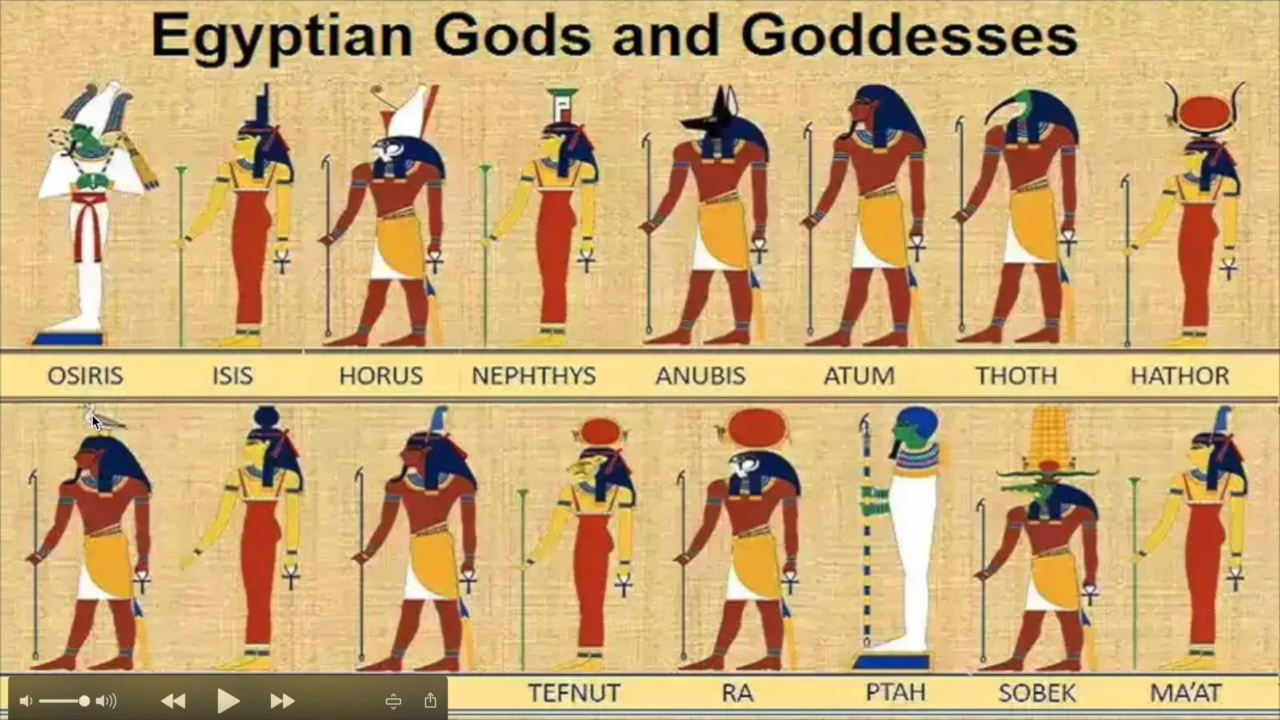 Egyptian Gods and Goddesses
OSIRIS ISIS HORUS NEPHTHYS ANUBIS ATUM THOTH HATHOR
TEFNUT RA PTAH SOBEK MA'AT